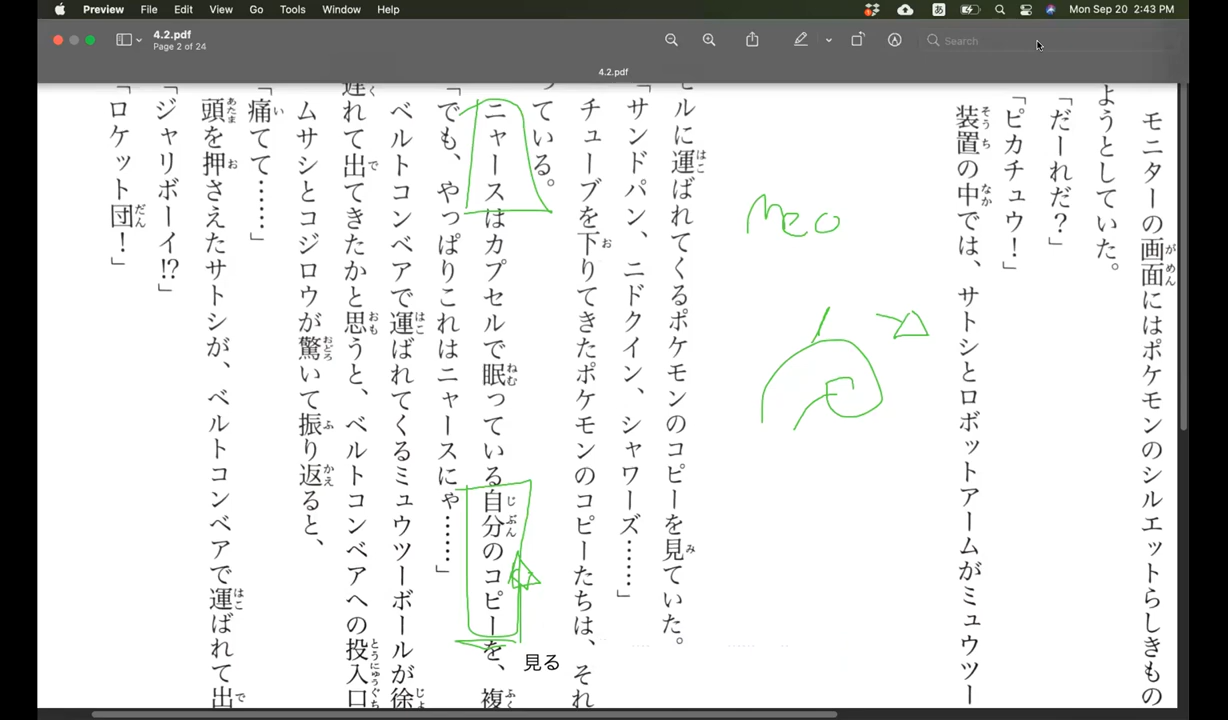 Preview File Edit View Go Tools Window Help
Mon Sep 20 2:43 PM
4.2.pdf
Page 2 of 24
Search
4.2.pdf
モニターの画面にはポケモンのシルエットらしきもの
ようとしていた。
「だーれだ？」
「ピカチュウ！」
装置の中では、サトシとロボットアームがミュウツー
セルに運ばれてくるポケモンのコピーを見ていた。
「サンドパン、ニドクイン、シャワーズ……」
チューブを下りてきたポケモンのコピーたちは、それ
っている。
ニャースはカプセルで眠っている自分のコピーを、複
「でも、やっぱりこれはニャースにゃ……」
ベルトコンベアで運ばれてくるミュウツーボールが徐
遅れて出てきたかと思うと、ベルトコンベアへの投入口
ムサシとコジロウが驚いて振り返ると、
「痛てて……」
頭を押さえたサトシが、ベルトコンベアで運ばれて出
「ジャリボーイ!?」
「ロケット団！」
Meo
見る